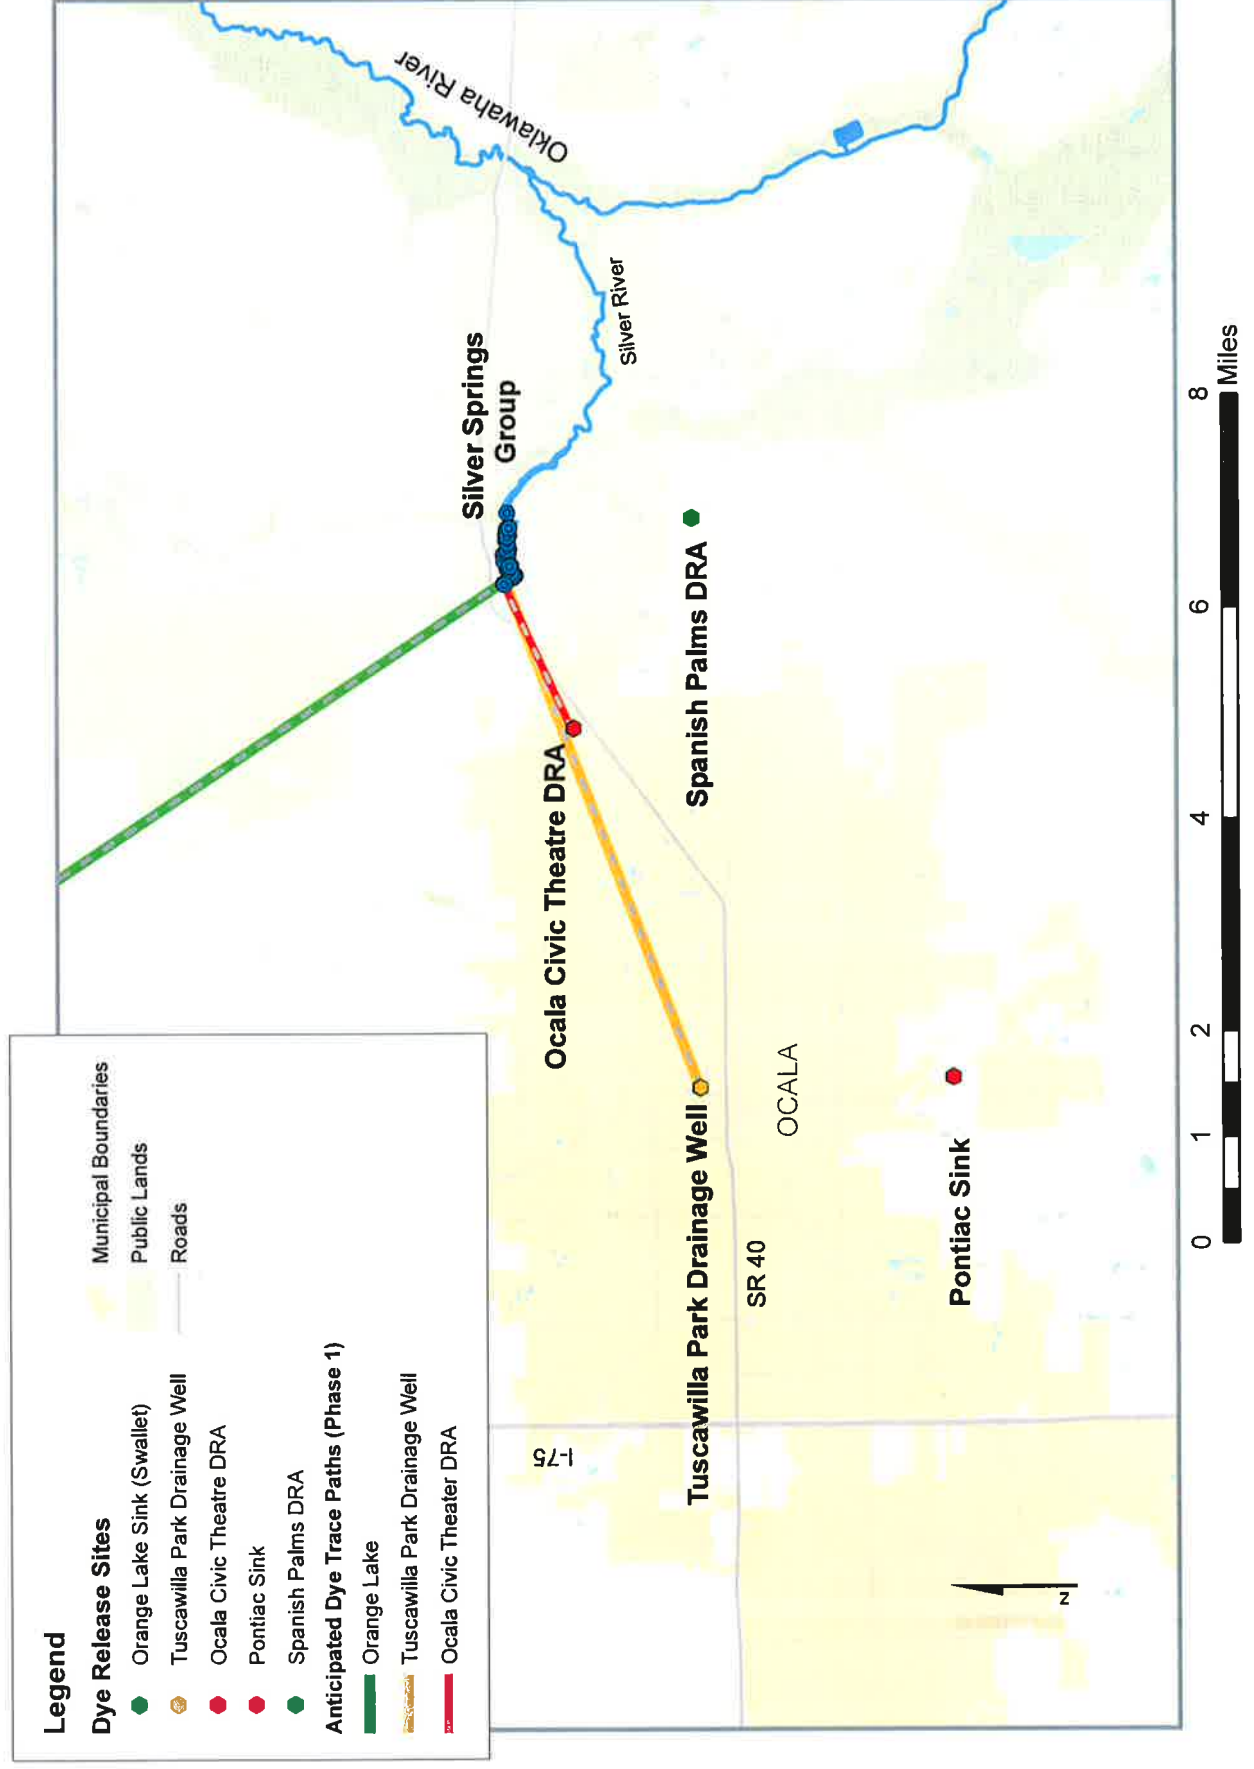 Legend
Dye Release Sites
Orange Lake Sink (Swallet)
Tuscawilla Park Drainage Well
Ocala Civic Theatre DRA
Pontiac Sink
Spanish Palms DRA
Anticipated Dye Trace Paths (Phase 1)
Orange Lake
Tuscawilla Park Drainage Well
Ocala Civic Theater DRA
Municipal Boundaries
Public Lands
Roads
Oklawaha River
Silver Springs
Group
Silver River
Ocala Civic Theatre DRA
Spanish Palms DRA
Tuscawilla Park Drainage Well
I-75
SR 40
OCALA
Pontiac Sink
N
0 1 2 4 6 8
Miles